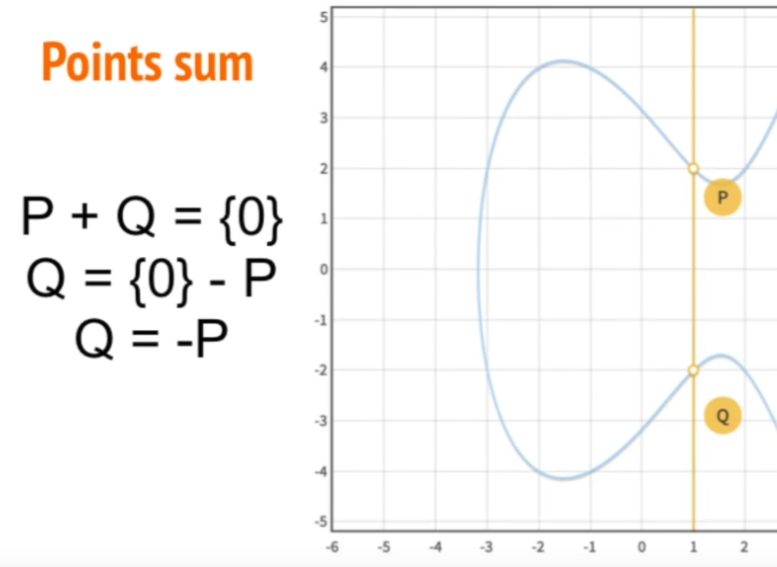 Points sum
P + Q = {0}
Q = {0} - P
Q = -P
5
4
3
2
1
0
-1
-2
-3
-4
-5
P
Q
-6 -5 -4 -3 -2 -1 0 1 2